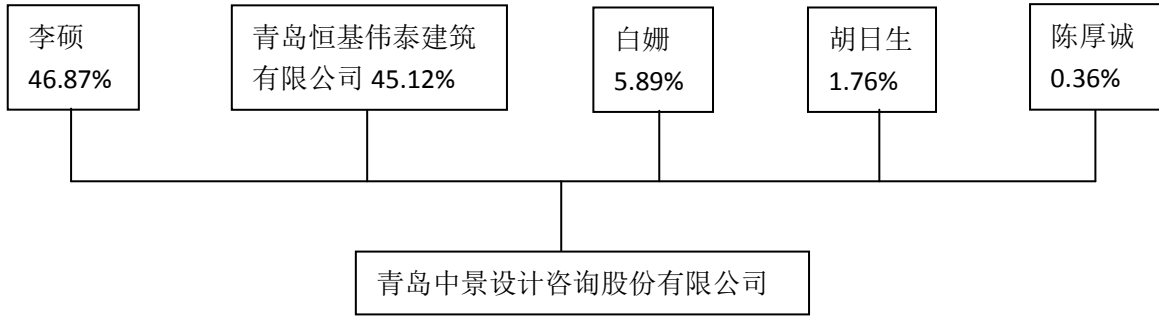 李硕
46.87%
青岛恒基伟泰建筑
有限公司 45.12%
白姗
5.89%
胡日生
1.76%
陈厚诚
0.36%
青岛中景设计咨询股份有限公司